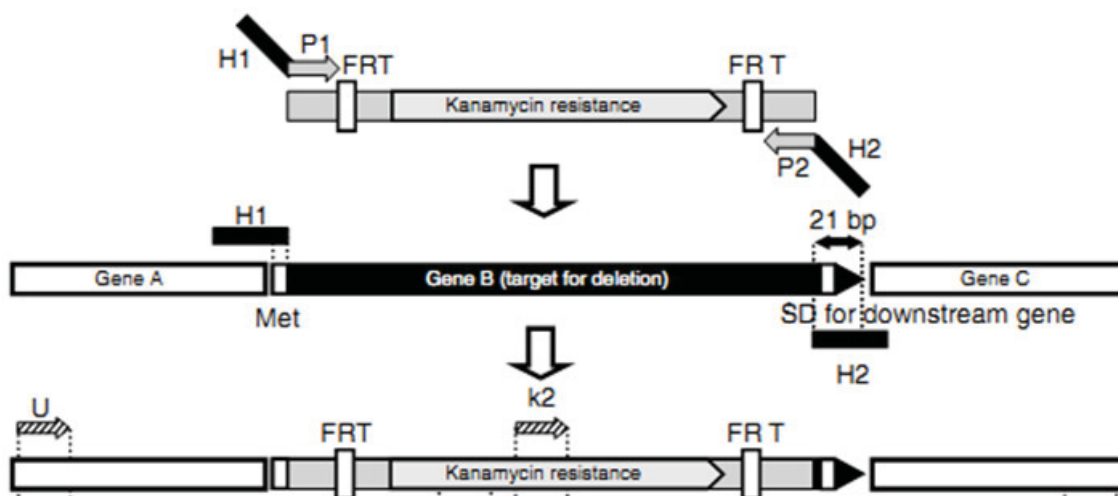 H1 P1
FRT FR T
Kanamycin resistance
P2 H2
H1 21 bp
Gene A Gene B (target for deletion) Gene C
Met SD for downstream gene
H2
U k2
FRT FR T
Kanamycin resistance